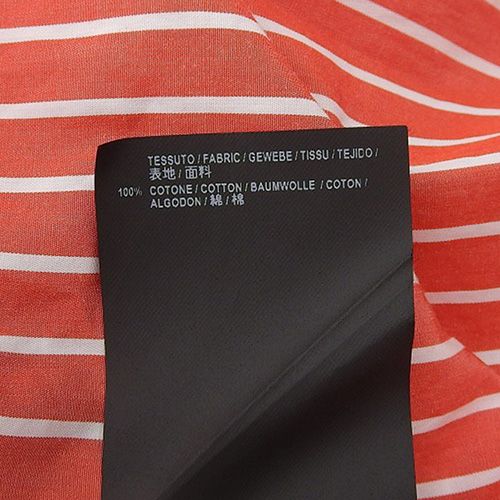 TESSUTO / FABRIC / GEWEBE / TISSU / TEJIDO /
表地 / 面料
100% COTONE / COTTON / BAUMWOLLE / COTON /
ALGODON / 綿 / 棉